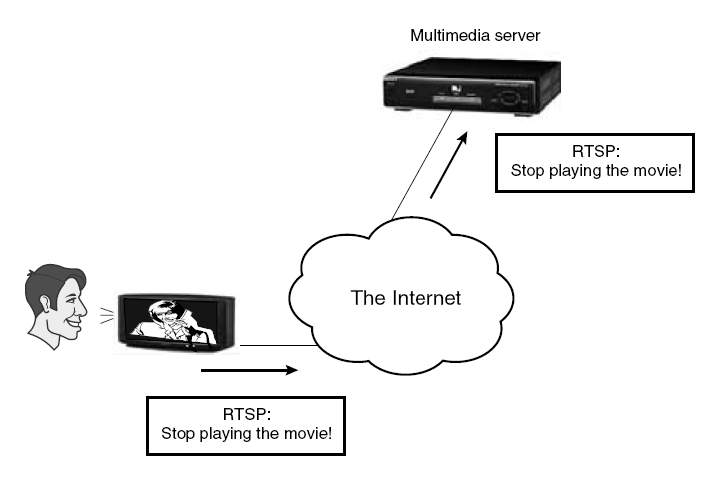 Multimedia server
RTSP:
Stop playing the movie!
The Internet
RTSP:
Stop playing the movie!